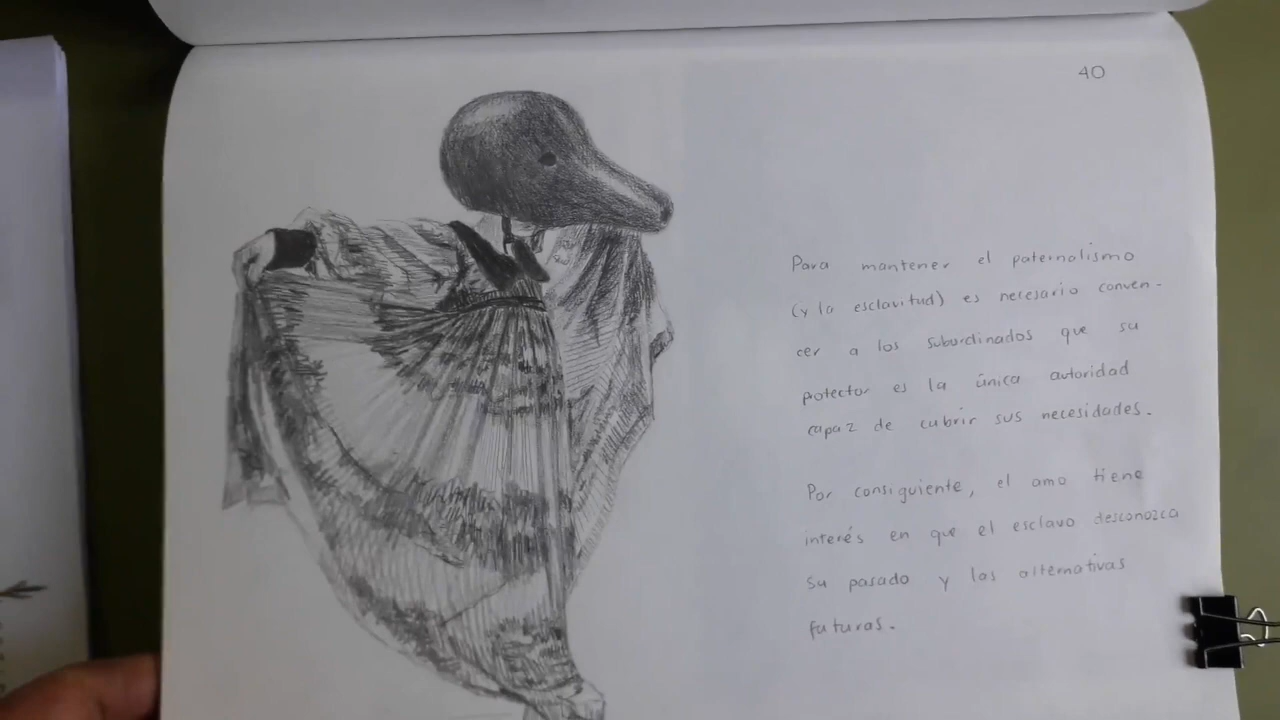 40
Para mantener el paternalismo
(y la esclavitud) es necesario conven-
cer a los subordinados que su
potector es la única autoridad
capaz de cubrir sus necesidades.
Por consiguiente, el amo tiene
interés en que el esclavo desconozca
su pasado y las alternativas
futuras.